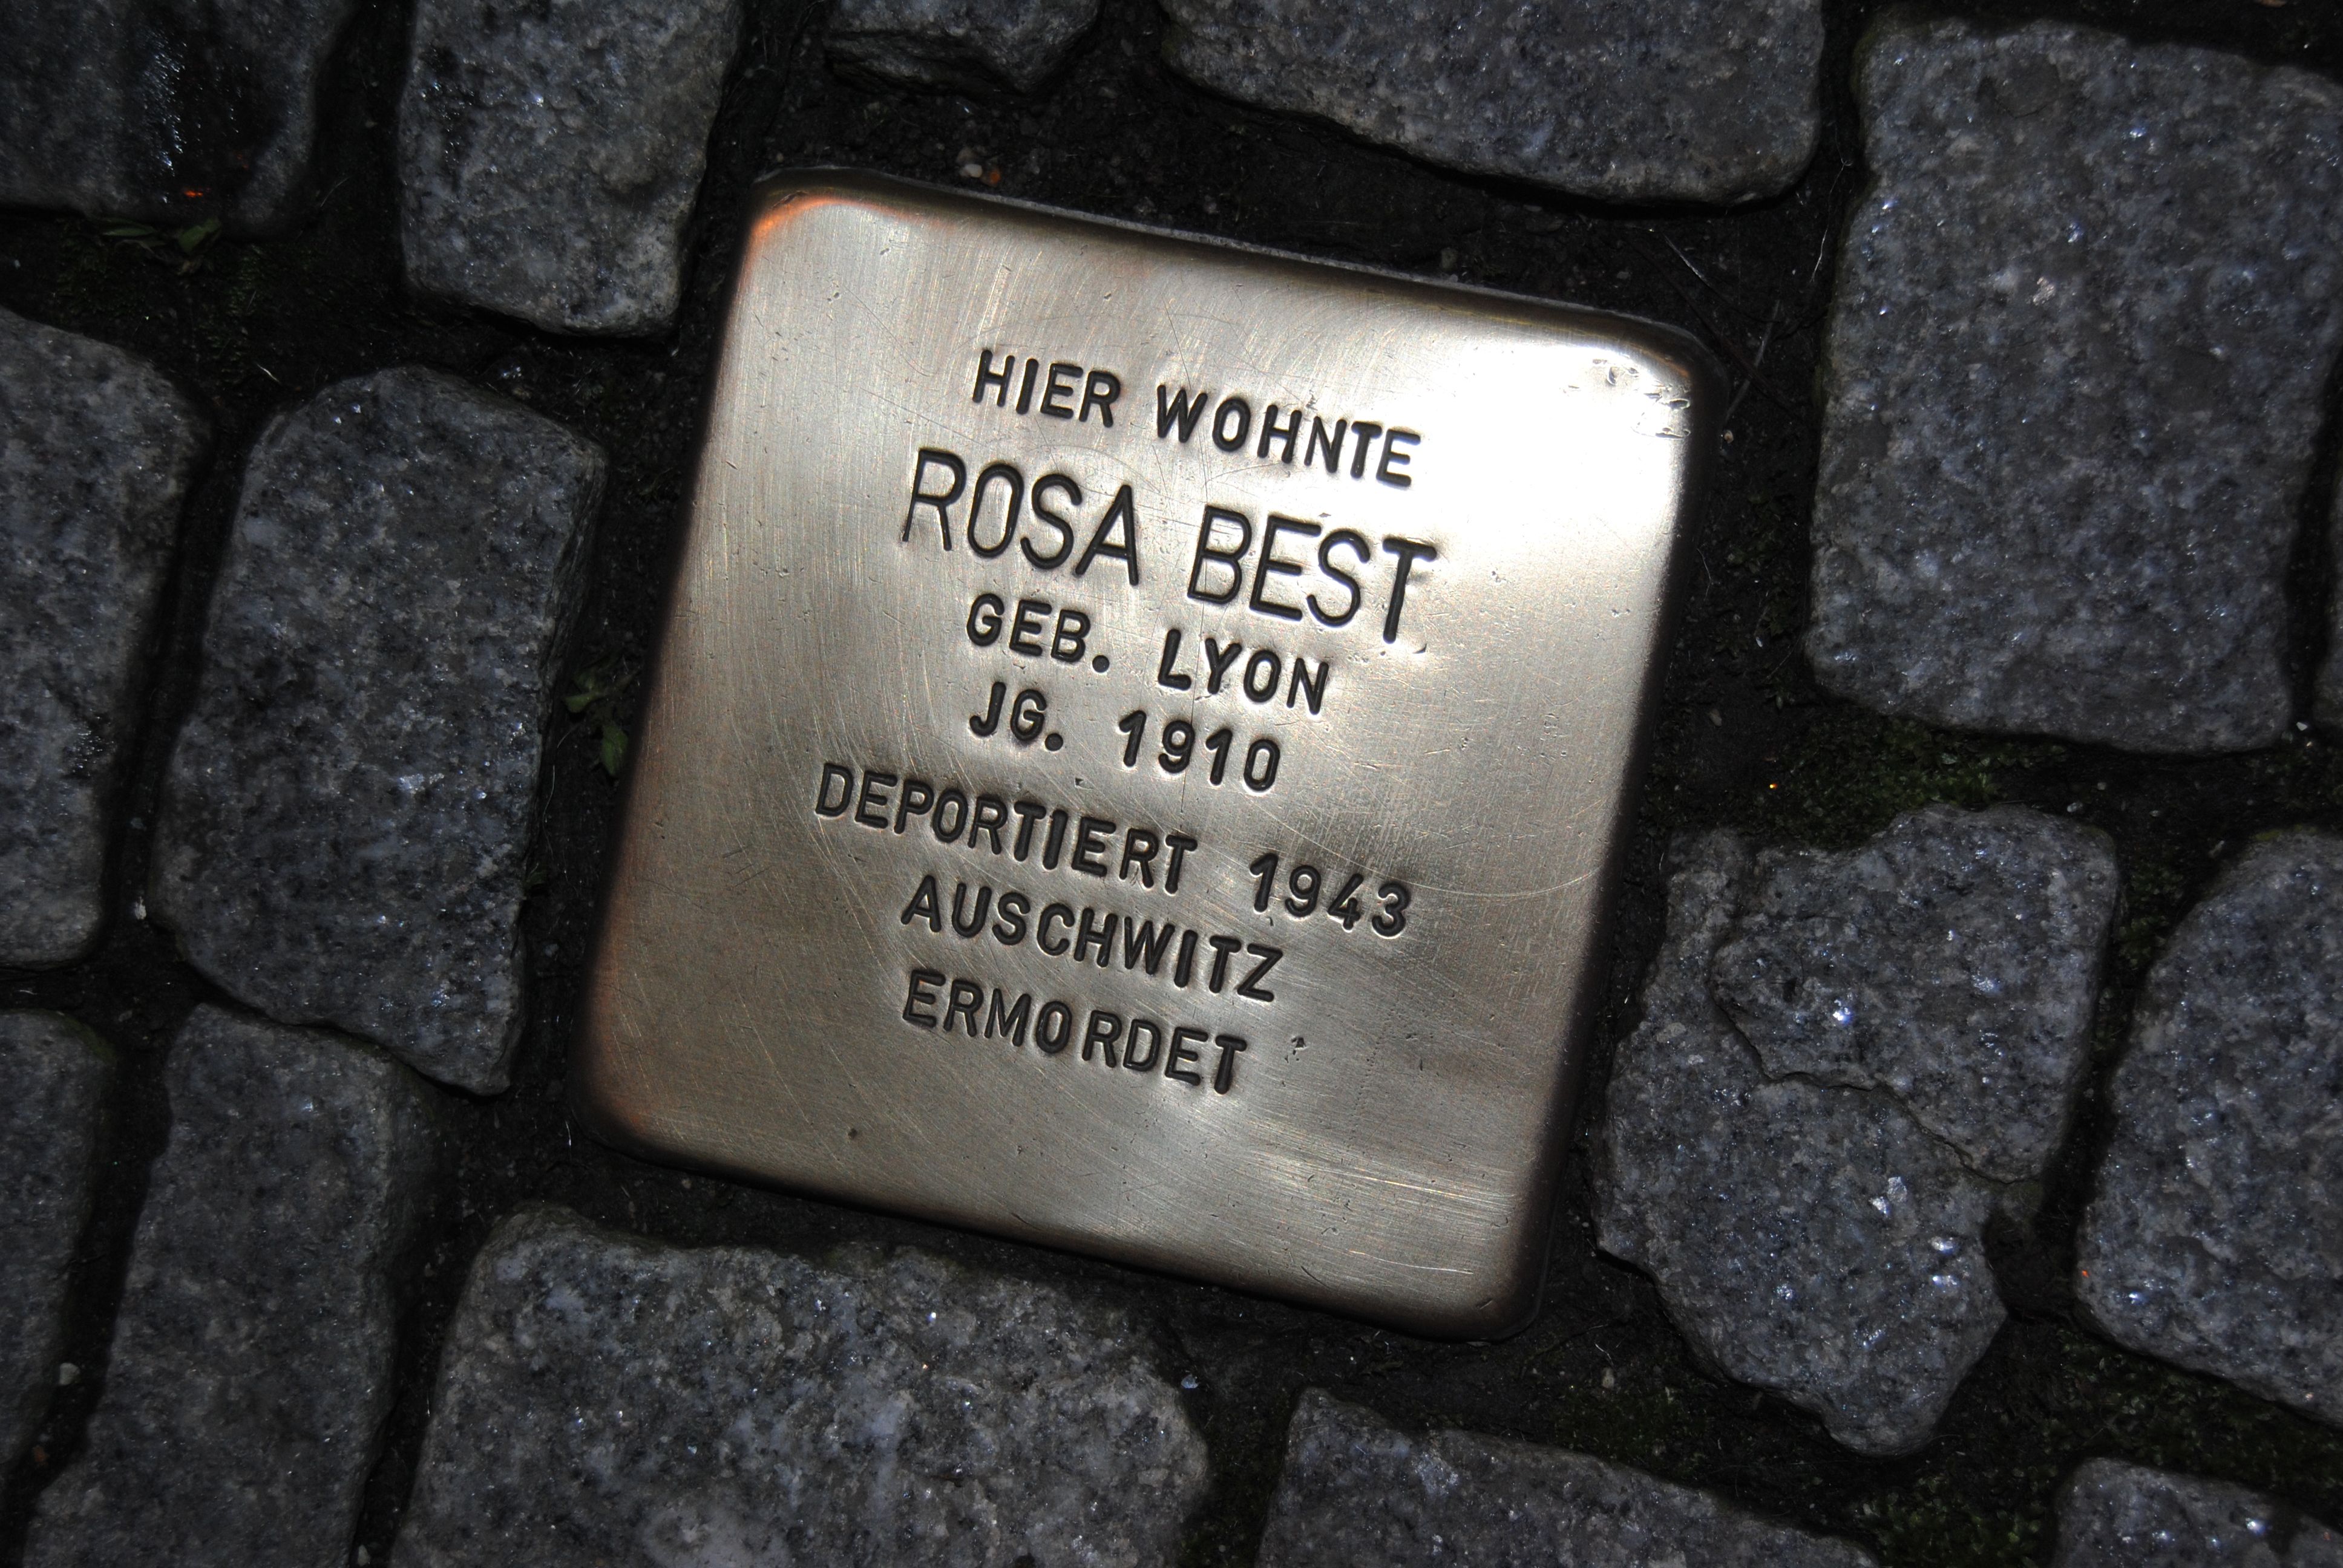 HIER WOHNTE
ROSA BEST
GEB. LYON
JG. 1910
DEPORTIERT 1943
AUSCHWITZ
ERMORDET